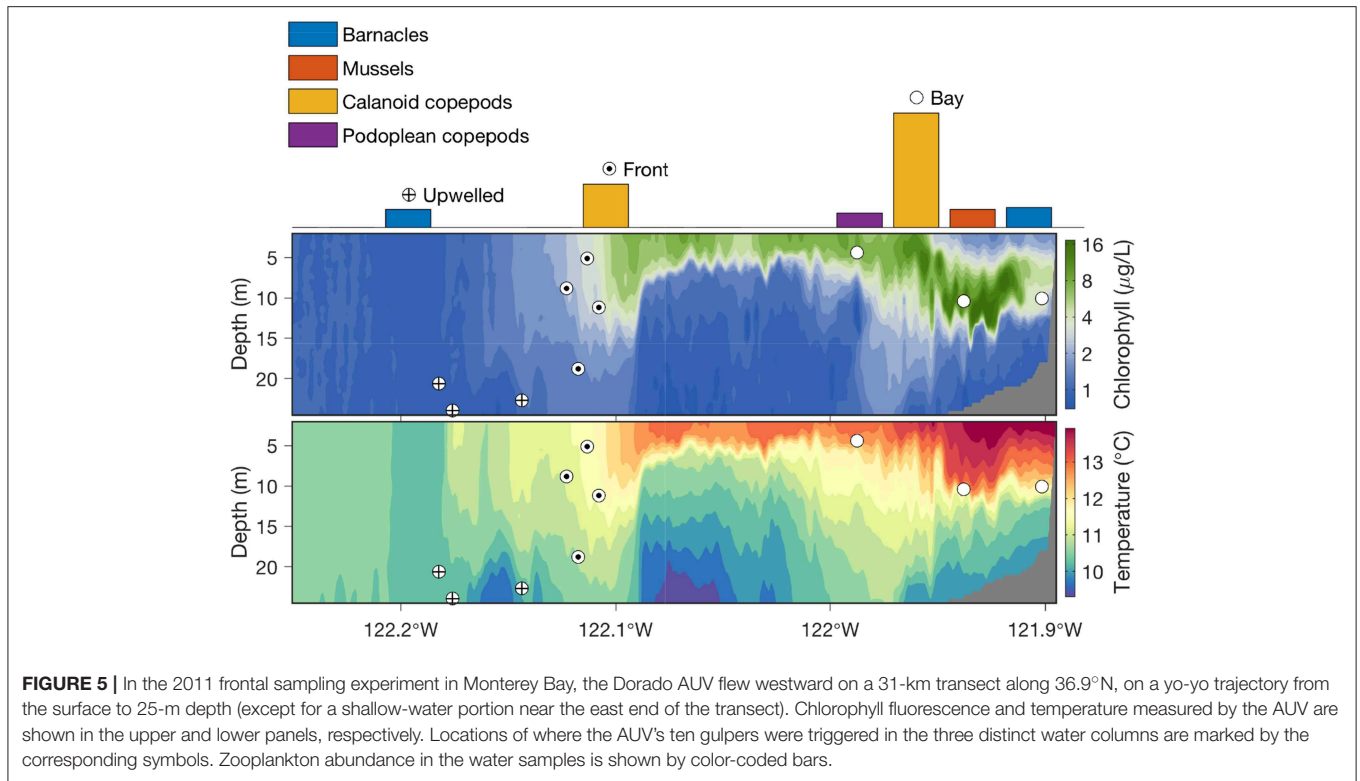 Barnacles
Mussels
Calanoid copepods
Podoplean copepods
Upwelled
Front
Bay
5
10
15
20
Depth (m)
16
8
4
2
1
Chlorophyll (μg/L)
5
10
15
20
Depth (m)
13
12
11
10
Temperature (°C)
122.2°W
122.1°W
122°W
121.9°W
FIGURE 5 | In the 2011 frontal sampling experiment in Monterey Bay, the Dorado AUV flew westward on a 31-km transect along 36.9°N, on a yo-yo trajectory from
the surface to 25-m depth (except for a shallow-water portion near the east end of the transect). Chlorophyll fluorescence and temperature measured by the AUV are
shown in the upper and lower panels, respectively. Locations of where the AUV's ten gulpers were triggered in the three distinct water columns are marked by the
corresponding symbols. Zooplankton abundance in the water samples is shown by color-coded bars.